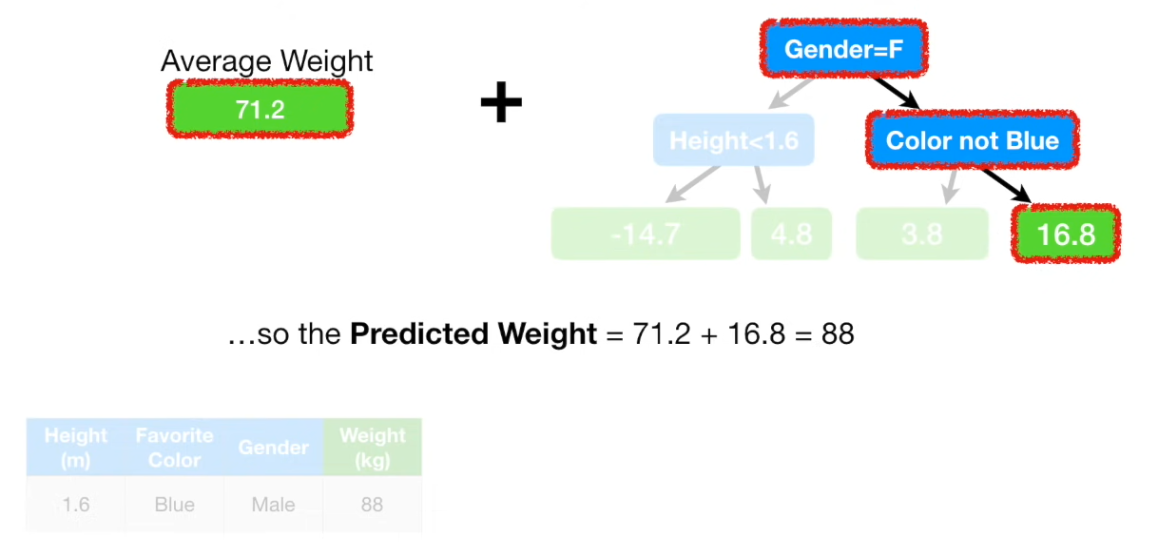 Average Weight
71.2
+
Gender=F
Height<1.6
Color not Blue
-14.7
4.8
3.8
16.8
...so the Predicted Weight = 71.2 + 16.8 = 88
Height (m) Favorite Color Gender Weight (kg)
1.6 Blue Male 88